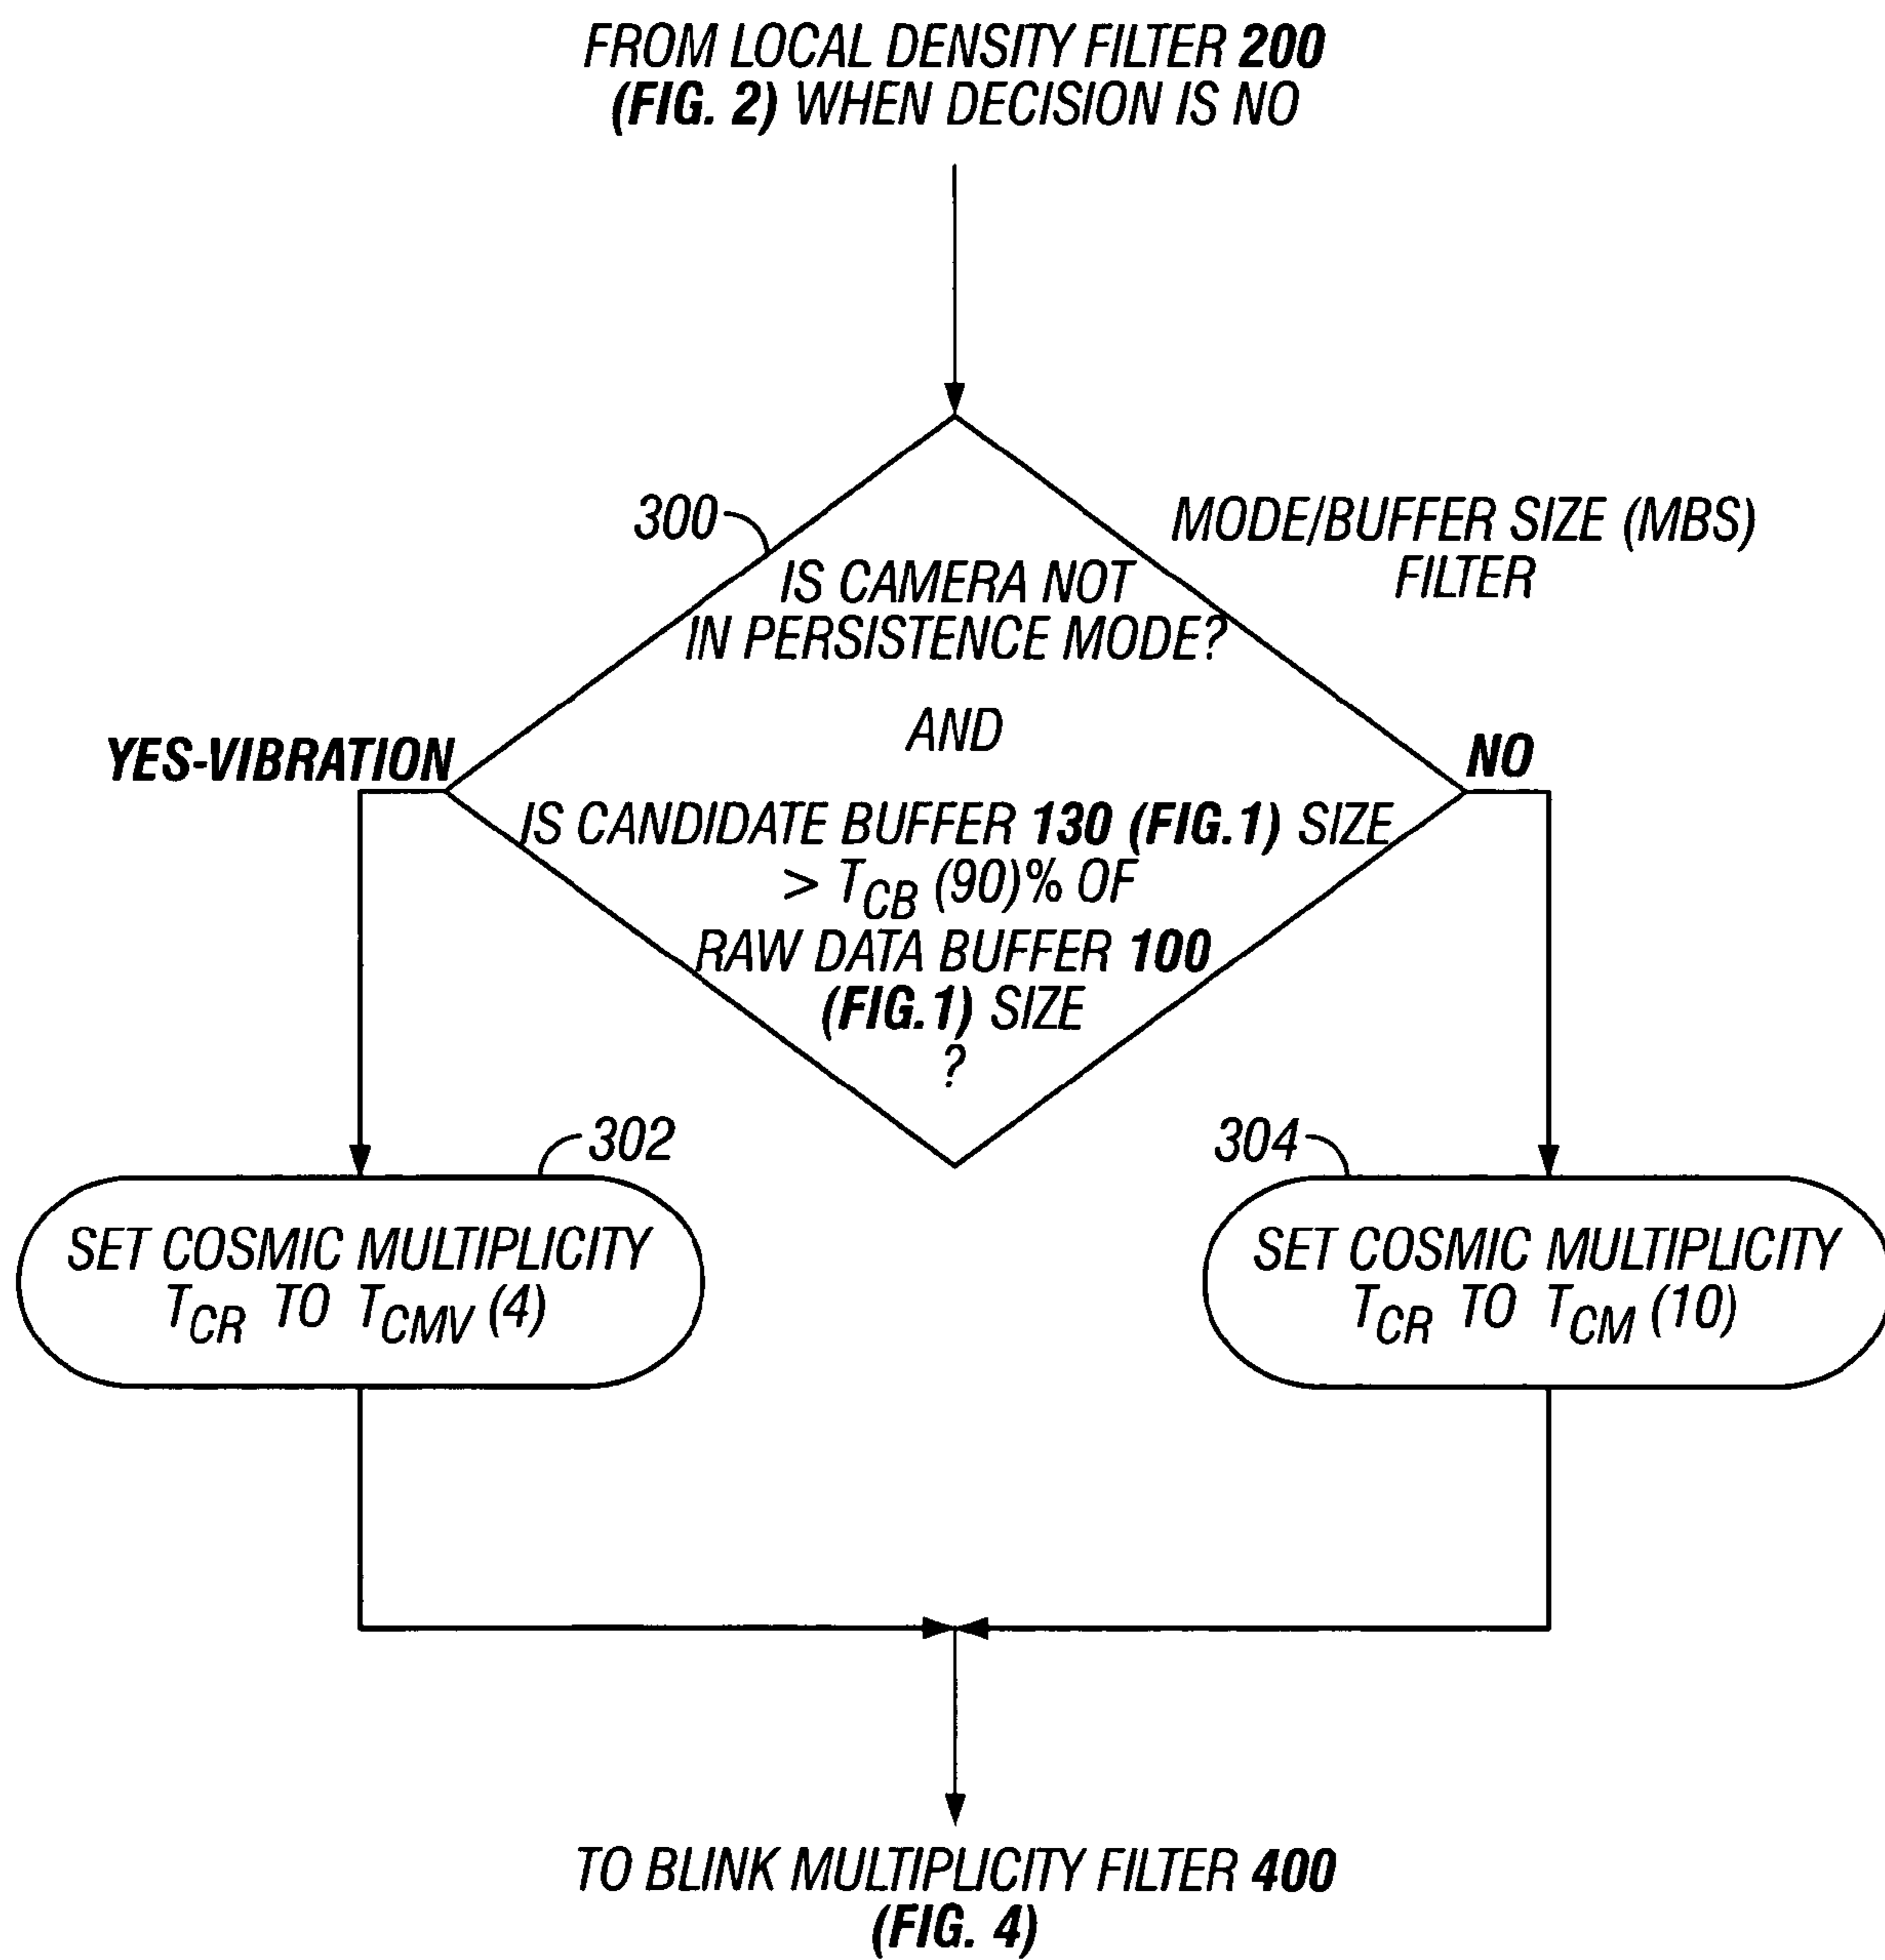 FROM LOCAL DENSITY FILTER 200
(FIG. 2) WHEN DECISION IS NO
300
MODE/BUFFER SIZE (MBS)
FILTER
IS CAMERA NOT
IN PERSISTENCE MODE?
AND
YES-VIBRATION
NO
IS CANDIDATE BUFFER 130 (FIG.1) SIZE
> TCB (90)% OF
RAW DATA BUFFER 100
(FIG.1) SIZE
?
302
304
SET COSMIC MULTIPLICITY
TCR TO TCMV (4)
SET COSMIC MULTIPLICITY
TCR TO TCM (10)
TO BLINK MULTIPLICITY FILTER 400
(FIG. 4)